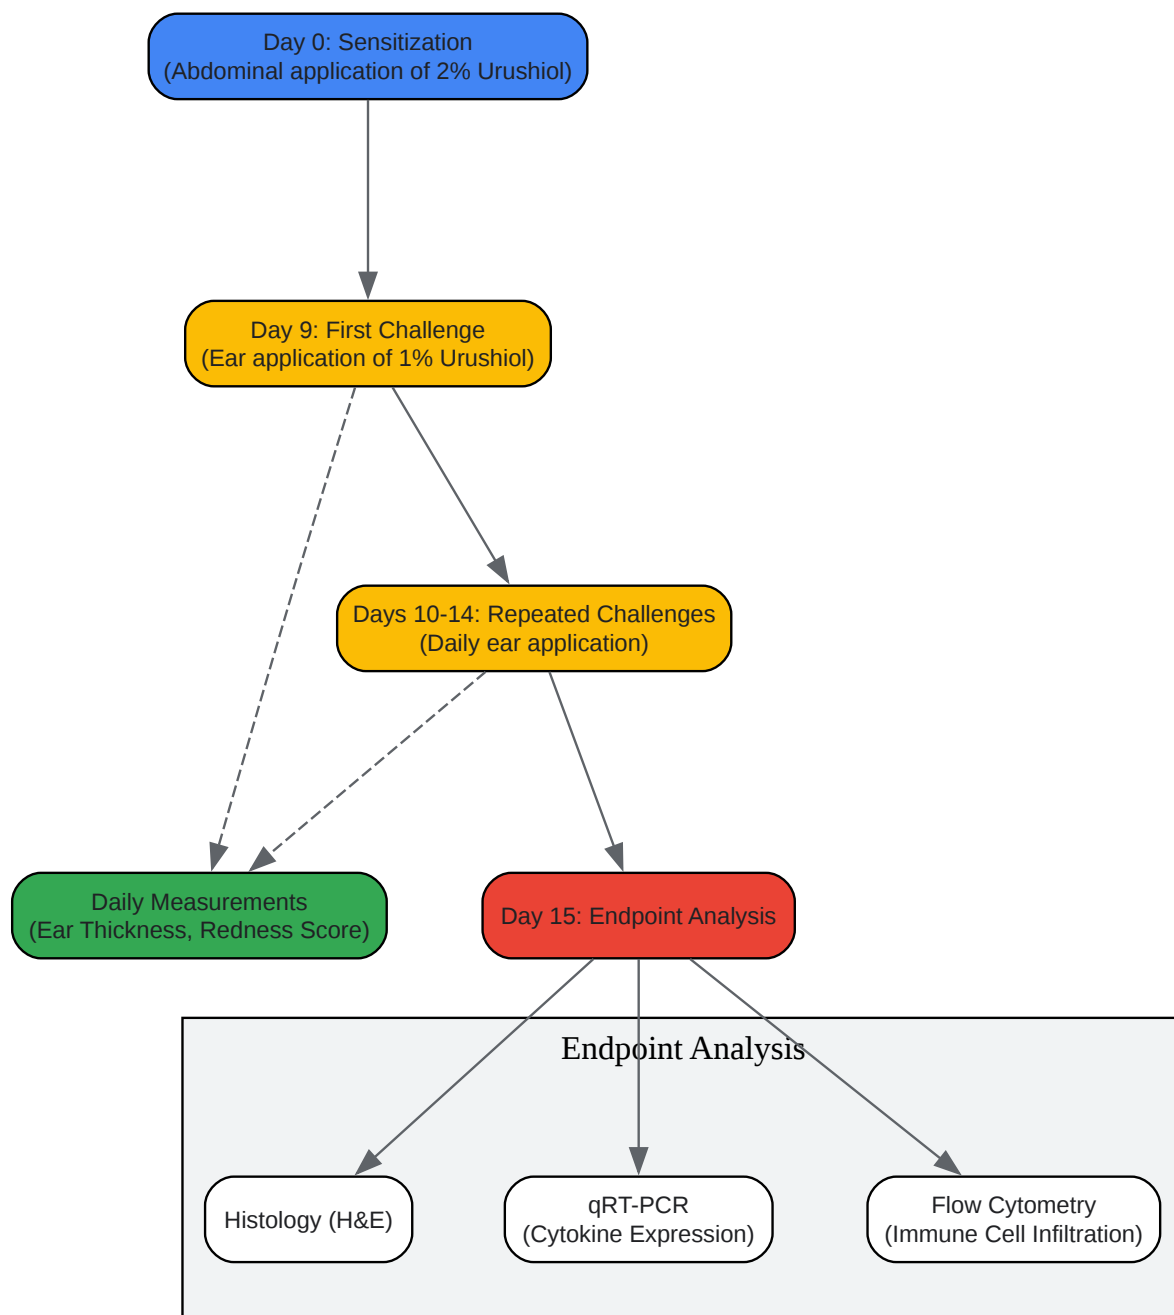 Day 0: Sensitization
(Abdominal application of 2% Urushiol)
Day 9: First Challenge
(Ear application of 1% Urushiol)
Days 10-14: Repeated Challenges
(Daily ear application)
Daily Measurements
(Ear Thickness, Redness Score)
Day 15: Endpoint Analysis
Endpoint Analysis
Histology (H&E)
qRT-PCR
(Cytokine Expression)
Flow Cytometry
(Immune Cell Infiltration)